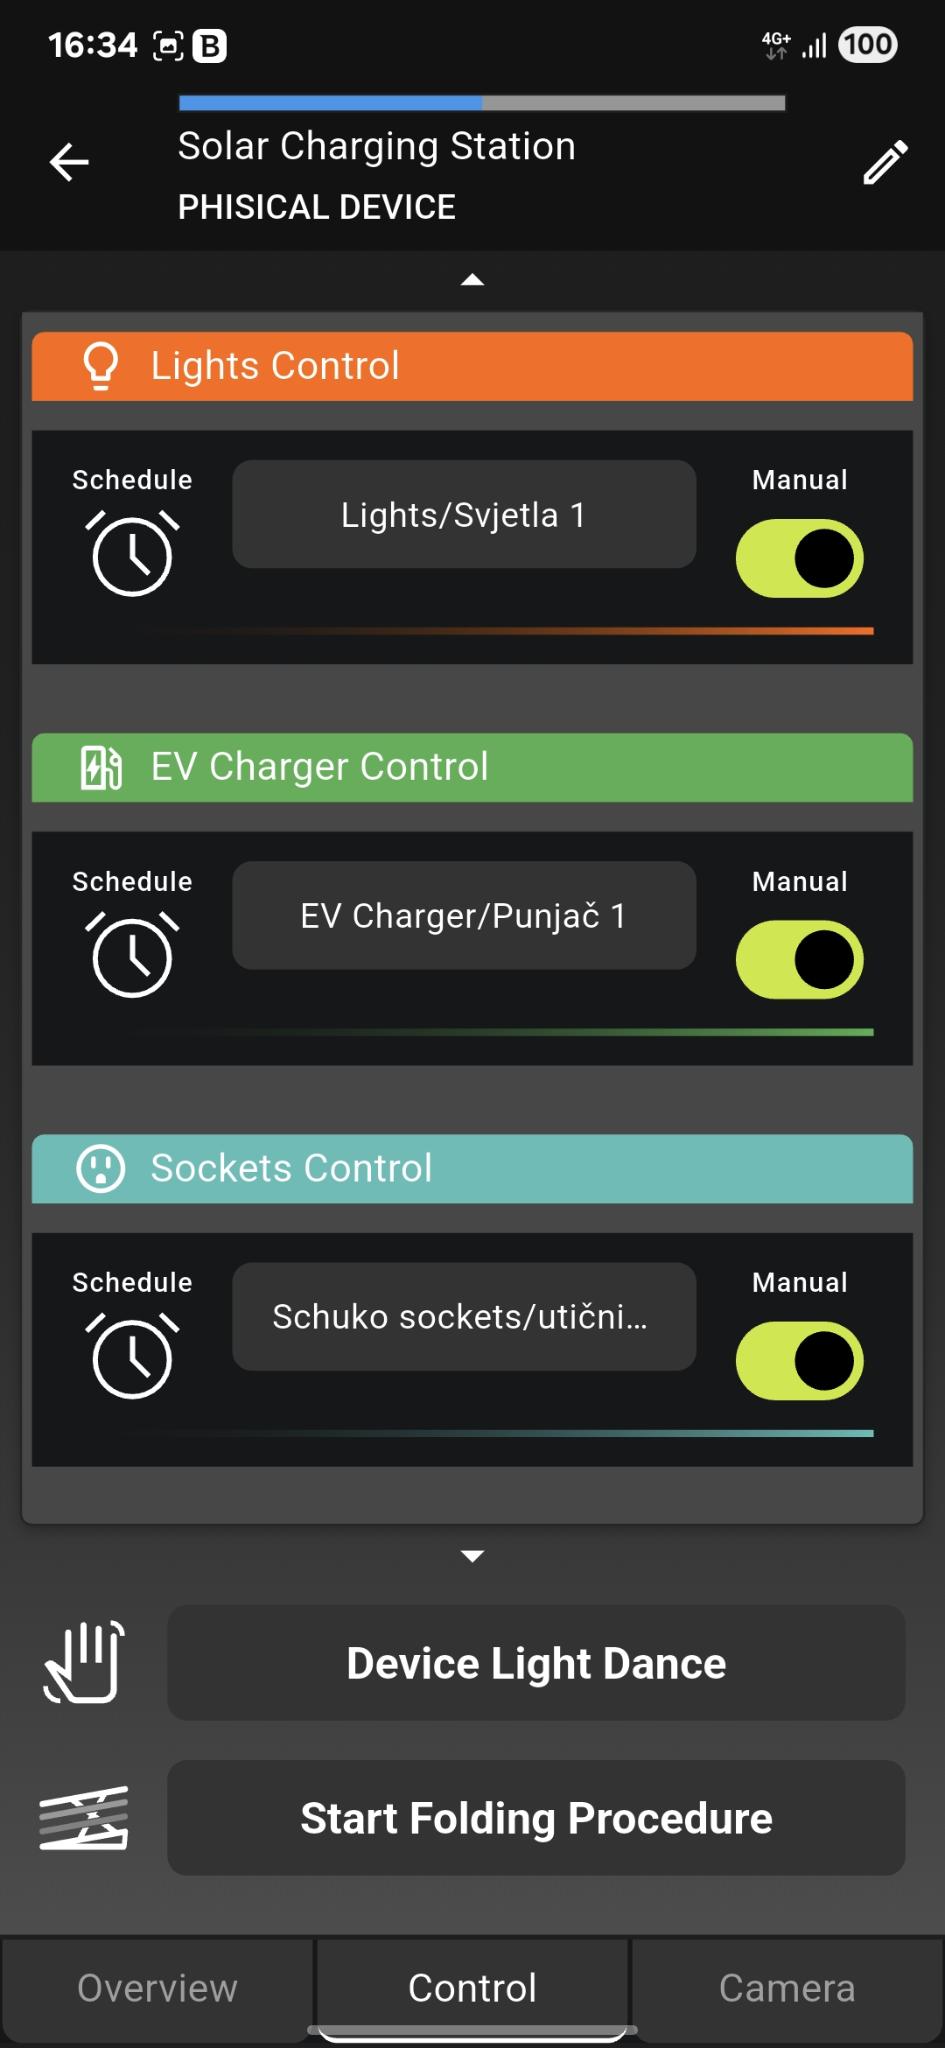 16:34 B 4G+ 100
Solar Charging Station
PHISICAL DEVICE
Lights Control
Schedule
Lights/Svjetla 1
Manual
EV Charger Control
Schedule
EV Charger/Punjač 1
Manual
Sockets Control
Schedule
Schuko sockets/utični...
Manual
Device Light Dance
Start Folding Procedure
Overview
Control
Camera